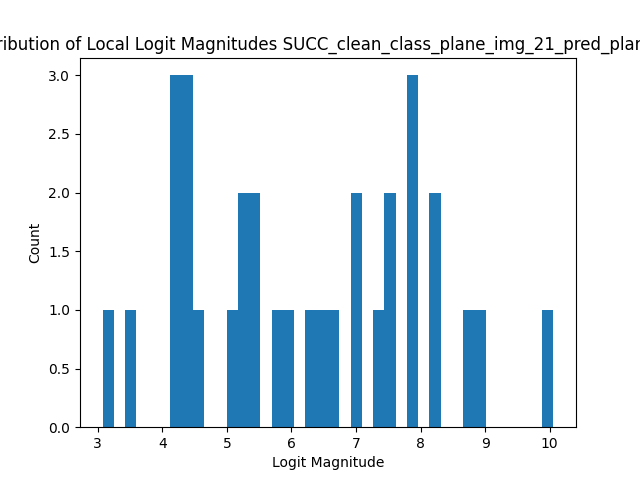 ribution of Local Logit Magnitudes SUCC_clean_class_plane_img_21_pred_plan
3.0
2.5
2.0
1.5
1.0
0.5
0.0
Count
3 4 5 6 7 8 9 10
Logit Magnitude